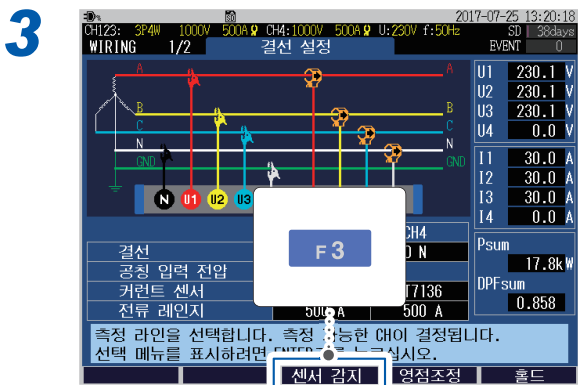 3
2017-07-25 13:20:18
CH123: 3P4W 1000V 500A CH4:1000V 500A U:230V f:50Hz SD 38days
WIRING 1/2 결선 설정 EVENT 0
A A
B B
C C
N N
GND GND
N U1 U2 U3
U1 230.1 V
U2 230.1 V
U3 230.1 V
U4 0.0 V
I1 30.0 A
I2 30.0 A
I3 30.0 A
I4 0.0 A
Psum
17.8kW
DPFsum
0.858
F 3
CH4
결선
공칭 입력 전압
커런트 센서 T7136
전류 레인지 500 A 500 A
측정 라인을 선택합니다. 측정 가능한 CH이 결정됩니다.
선택 메뉴를 표시하려면
센서 감지 영점조정 홀드